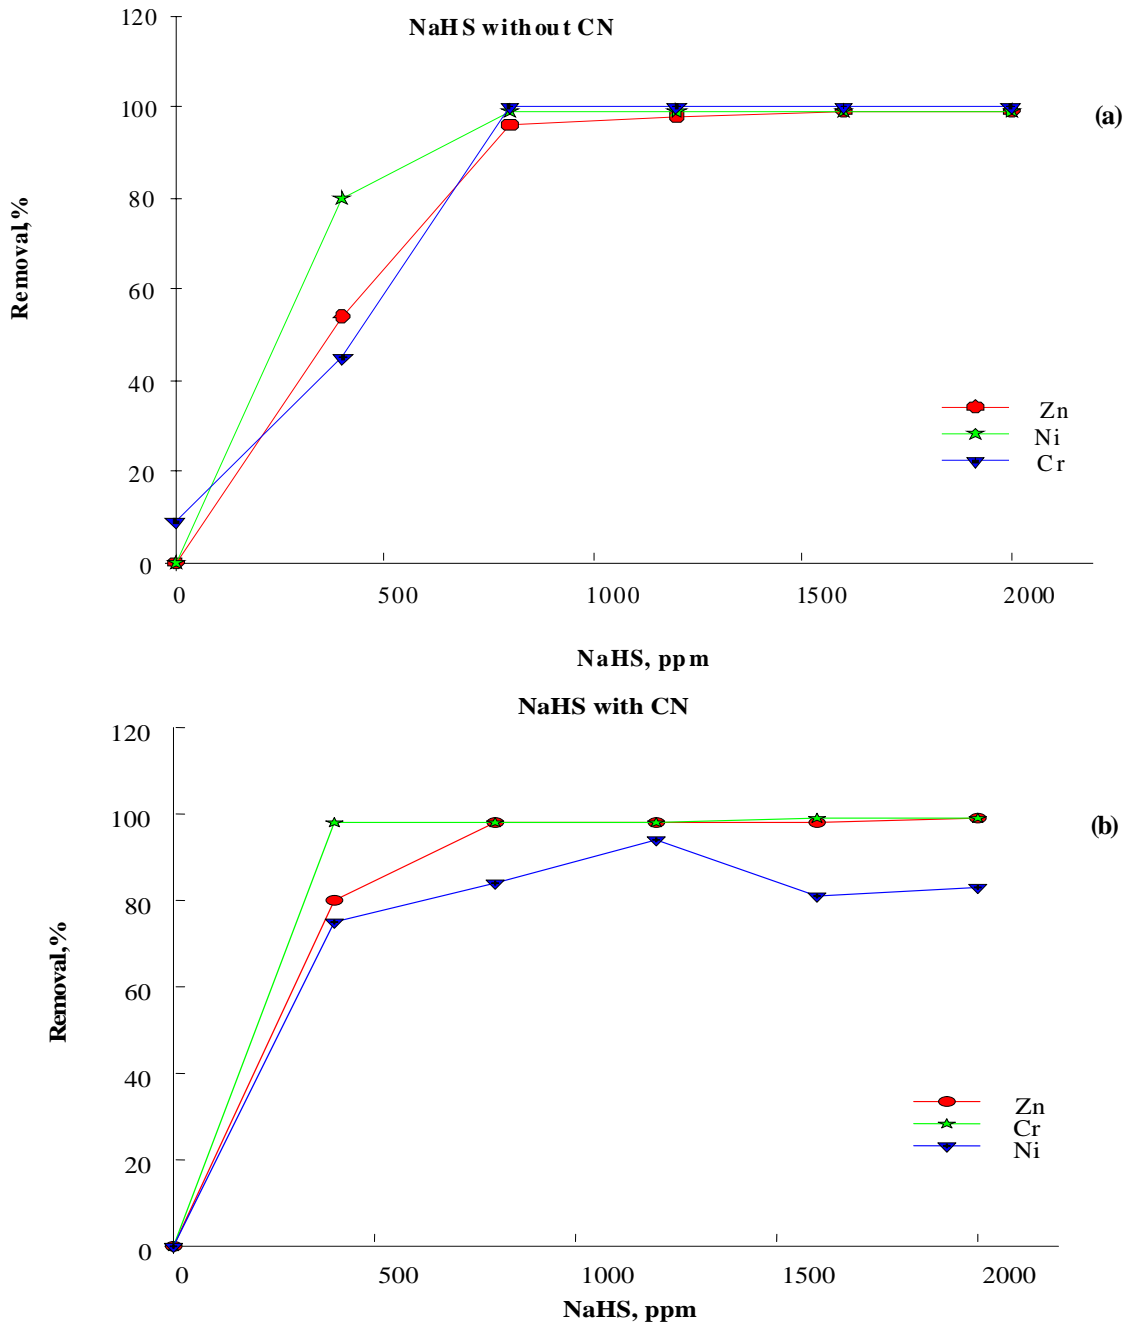 NaHS without CN
120
100
80
60
40
20
0
Removal,%
(a)
Zn
Ni
Cr
0 500 1000 1500 2000
NaHS, ppm
NaHS with CN
120
100
80
60
40
20
0
Removal,%
(b)
Zn
Cr
Ni
0 500 1000 1500 2000
NaHS, ppm